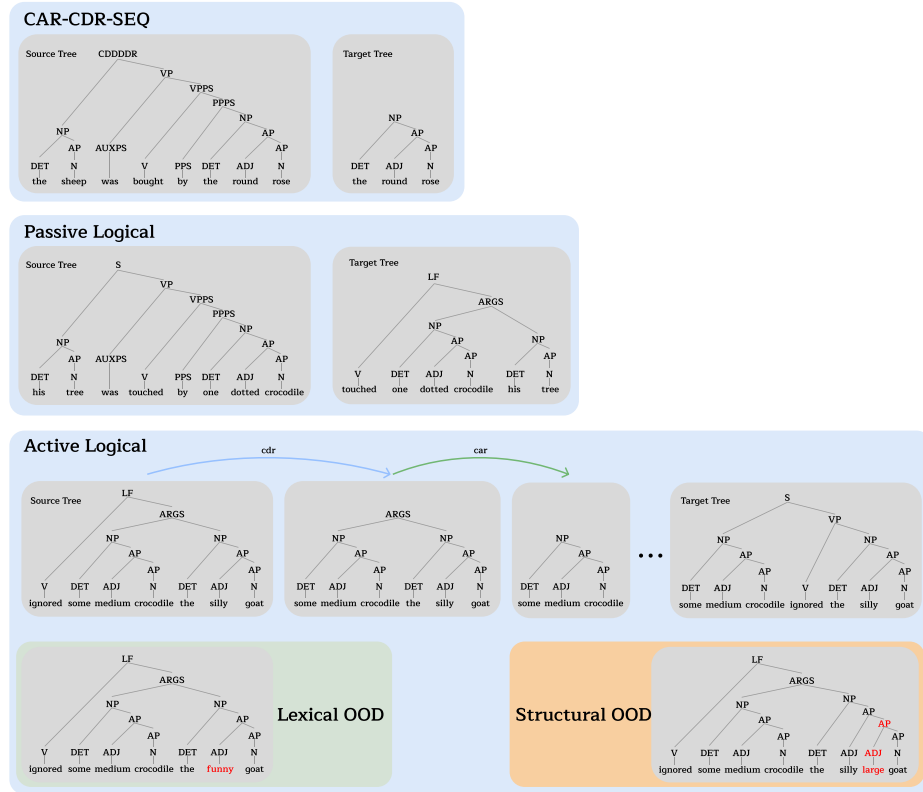 CAR-CDR-SEQ
Source Tree CDDDDR
VP
VPPS
PPPS
NP NP
AP AUXPS AP
DET N V PPS DET ADJ N
the sheep was bought by the round rose
Target Tree
NP
AP
DET ADJ N
the round rose
Passive Logical
Source Tree S
VP
VPPS
PPPS
NP NP
AP AUXPS AP
DET N V PPS DET ADJ N
his tree was touched by one dotted crocodile
Target Tree
LF
ARGS
NP NP
AP
AP AP
V DET ADJ N DET N
touched one dotted crocodile his tree
Active Logical
cdr car
Source Tree LF
ARGS
NP NP
AP AP
AP AP
V DET ADJ N DET ADJ N
ignored some medium crocodile the silly goat
ARGS
NP NP
AP AP
AP AP
DET ADJ N DET ADJ N
some medium crocodile the silly goat
NP
AP
AP
DET ADJ N
some medium crocodile
...
Target Tree S
VP
NP NP
AP AP
AP AP
DET ADJ N V DET ADJ N
some medium crocodile ignored the silly goat
LF
ARGS
NP NP
AP AP
AP AP
V DET ADJ N DET ADJ N
ignored some medium crocodile the funny goat
Lexical OOD
Structural OOD
LF
ARGS
NP NP
AP AP
AP AP
AP
V DET ADJ N DET ADJ ADJ N
ignored some medium crocodile the silly large goat